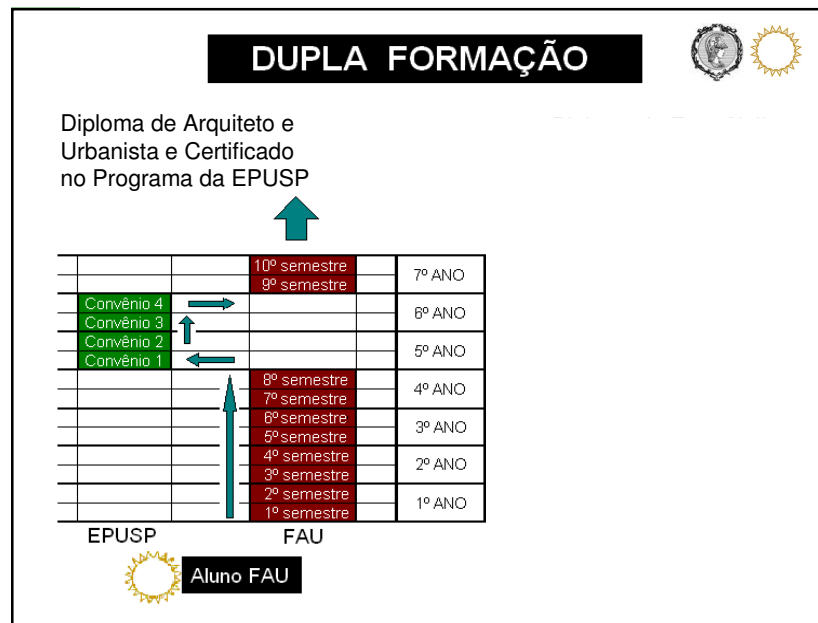 DUPLA FORMAÇÃO
Diploma de Arquiteto e
Urbanista e Certificado
no Programa da EPUSP
10º semestre
7º ANO
9º semestre
Convênio 4
6º ANO
Convênio 3
Convênio 2
5º ANO
Convênio 1
8º semestre
4º ANO
7º semestre
6º semestre
3º ANO
5º semestre
4º semestre
2º ANO
3º semestre
2º semestre
1º ANO
1º semestre
EPUSP
FAU
Aluno FAU